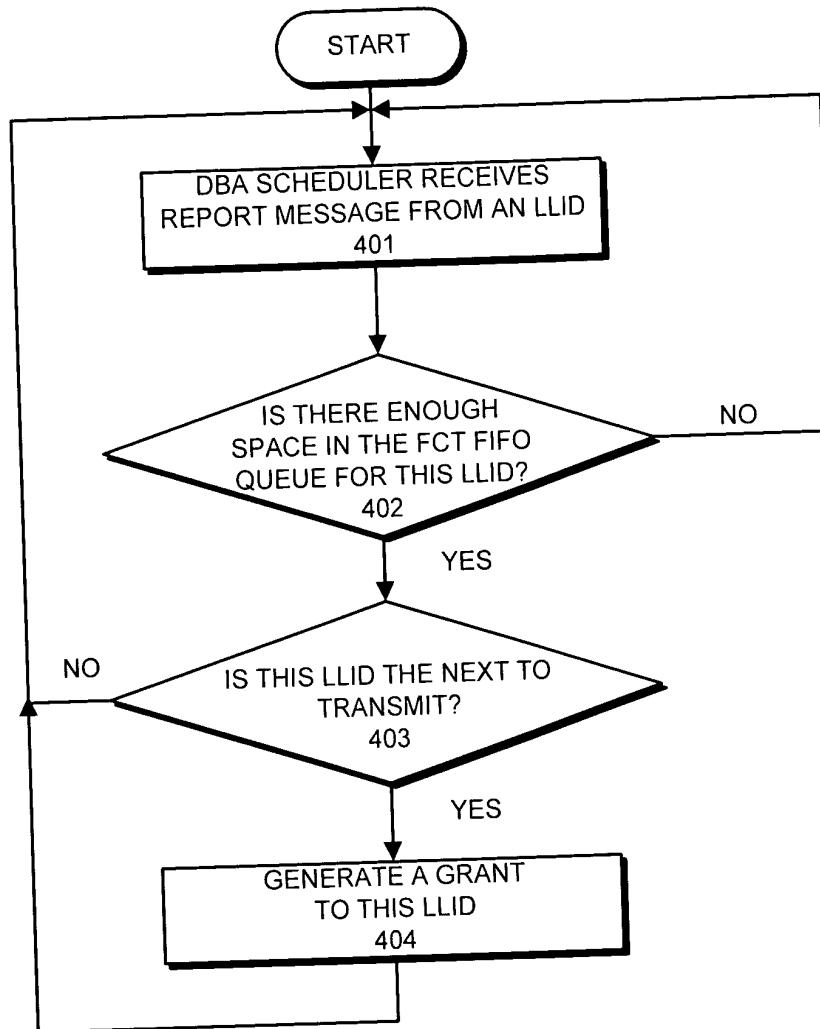 START
DBA SCHEDULER RECEIVES
REPORT MESSAGE FROM AN LLID
401
IS THERE ENOUGH
SPACE IN THE FCT FIFO
QUEUE FOR THIS LLID?
402
NO
YES
NO
IS THIS LLID THE NEXT TO
TRANSMIT?
403
YES
GENERATE A GRANT
TO THIS LLID
404